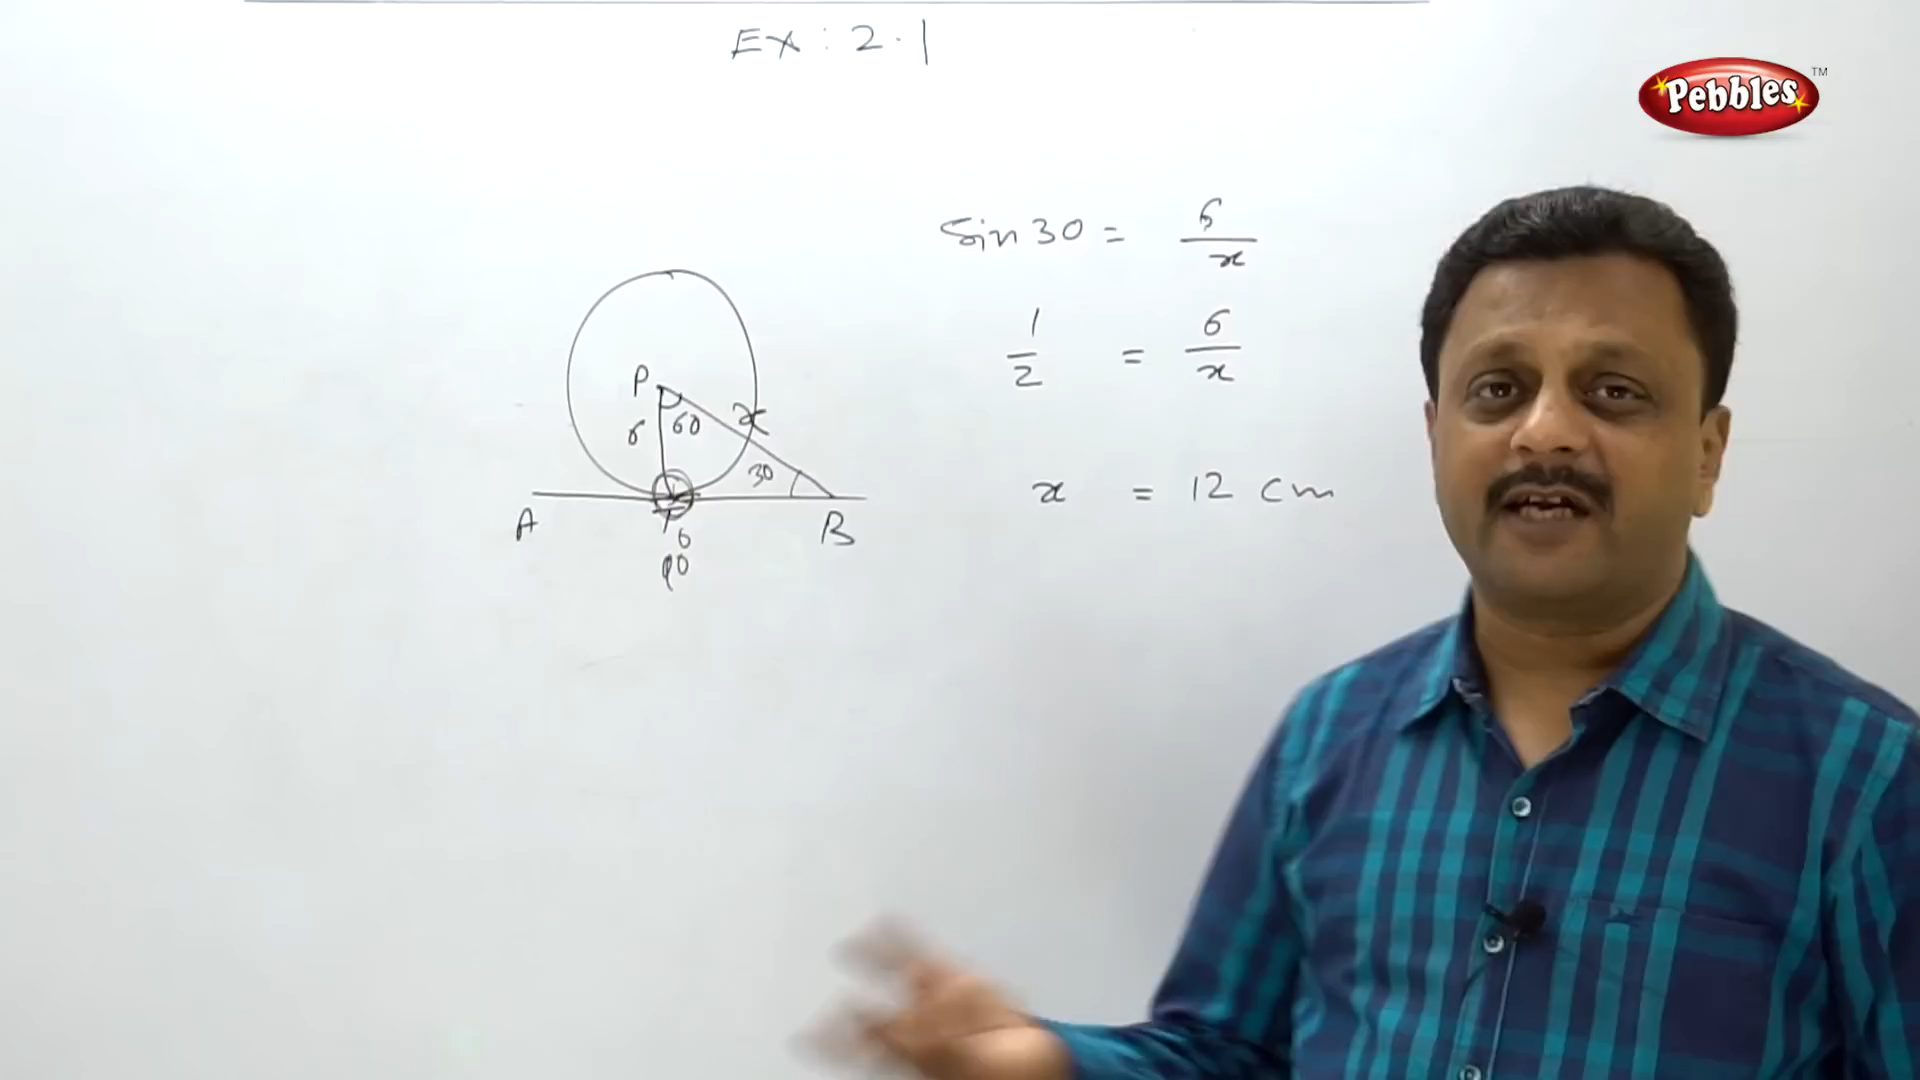 EX : 2.1
Pebbles TM
sin 30 = 6/x
1/2 = 6/x
P
x
6 60
30
x = 12 cm
A T B
90